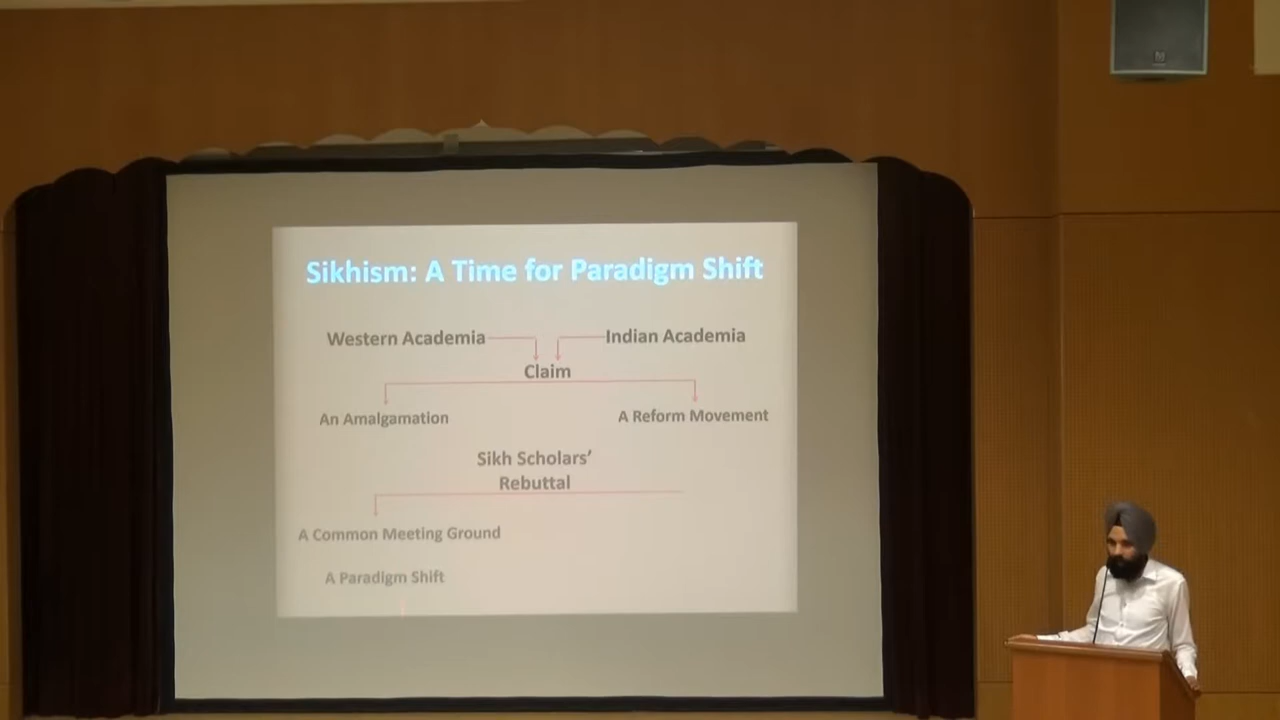 Sikhism: A Time for Paradigm Shift
Western Academia
Indian Academia
Claim
An Amalgamation
A Reform Movement
Sikh Scholars’
Rebuttal
A Common Meeting Ground
A Paradigm Shift